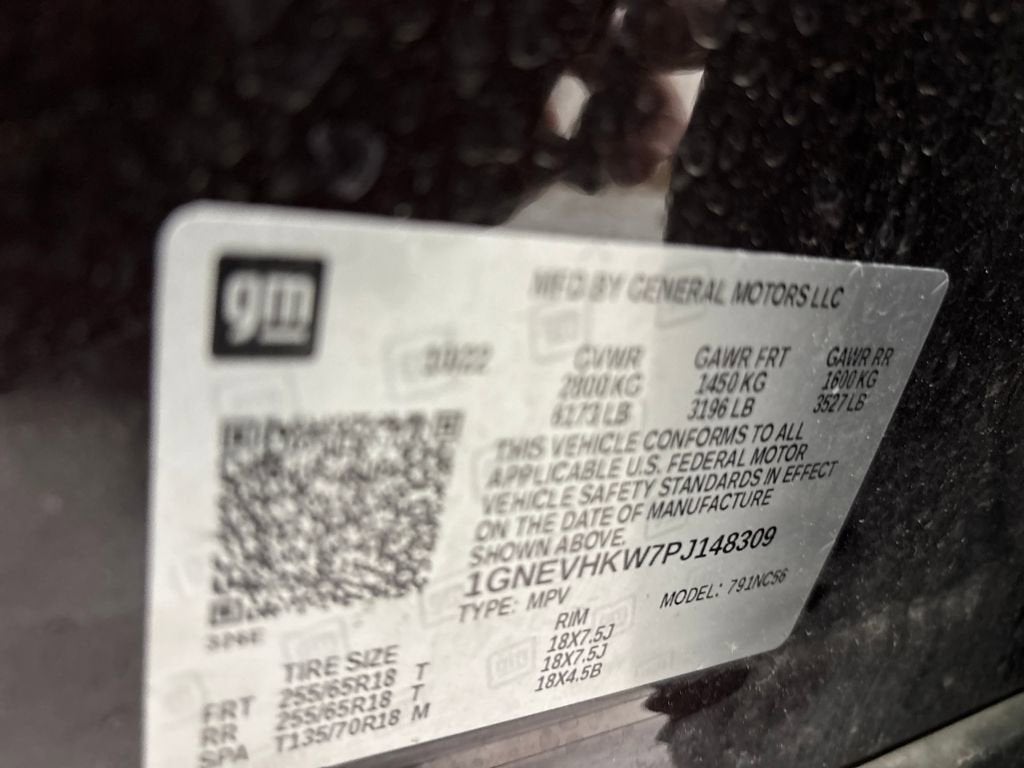 gm
MFD BY GENERAL MOTORS LLC
GVWR GAWR FRT GAWR RR
2800 KG 1450 KG 1600 KG
6173 LB 3196 LB 3527 LB
THIS VEHICLE CONFORMS TO ALL
APPLICABLE U.S. FEDERAL MOTOR
VEHICLE SAFETY STANDARDS IN EFFECT
ON THE DATE OF MANUFACTURE
SHOWN ABOVE.
1GNEVHKW7PJ148309
TYPE: MPV MODEL: 791NC56
TIRE SIZE RIM
FRT 255/65R18 T 18X7.5J
RR 255/65R18 T 18X7.5J
SPA T135/70R18 M 18X4.5B